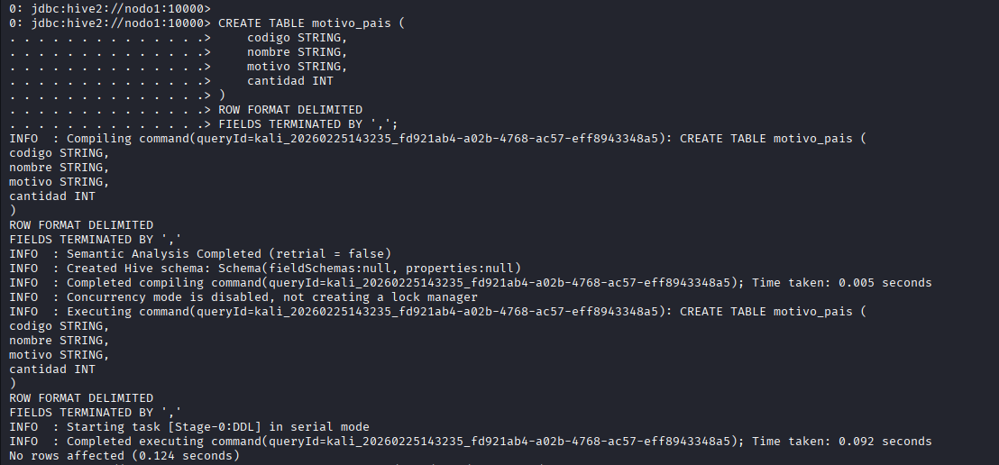 0: jdbc:hive2://nodo1:10000>
0: jdbc:hive2://nodo1:10000> CREATE TABLE motivo_pais (
. . . . . . . . . . . . . .>     codigo STRING,
. . . . . . . . . . . . . .>     nombre STRING,
. . . . . . . . . . . . . .>     motivo STRING,
. . . . . . . . . . . . . .>     cantidad INT
. . . . . . . . . . . . . .> )
. . . . . . . . . . . . . .> ROW FORMAT DELIMITED
. . . . . . . . . . . . . .> FIELDS TERMINATED BY ',';
INFO  : Compiling command(queryId=kali_20260225143235_fd921ab4-a02b-4768-ac57-eff8943348a5): CREATE TABLE motivo_pais (
codigo STRING,
nombre STRING,
motivo STRING,
cantidad INT
)
ROW FORMAT DELIMITED
FIELDS TERMINATED BY ','
INFO  : Semantic Analysis Completed (retrial = false)
INFO  : Created Hive schema: Schema(fieldSchemas:null, properties:null)
INFO  : Completed compiling command(queryId=kali_20260225143235_fd921ab4-a02b-4768-ac57-eff8943348a5); Time taken: 0.005 seconds
INFO  : Concurrency mode is disabled, not creating a lock manager
INFO  : Executing command(queryId=kali_20260225143235_fd921ab4-a02b-4768-ac57-eff8943348a5): CREATE TABLE motivo_pais (
codigo STRING,
nombre STRING,
motivo STRING,
cantidad INT
)
ROW FORMAT DELIMITED
FIELDS TERMINATED BY ','
INFO  : Starting task [Stage-0:DDL] in serial mode
INFO  : Completed executing command(queryId=kali_20260225143235_fd921ab4-a02b-4768-ac57-eff8943348a5); Time taken: 0.092 seconds
No rows affected (0.124 seconds)